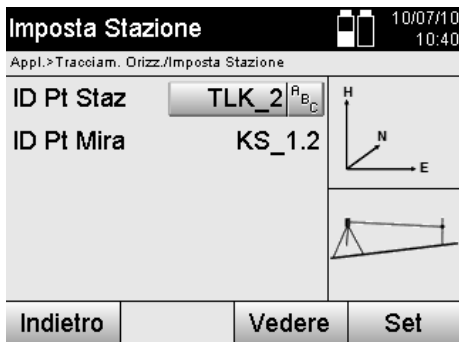 Imposta Stazione
10/07/10
10:40
Appl.>Tracciam. Orizz./Imposta Stazione
ID Pt Staz TLK_2 ABC
ID Pt Mira KS_1.2
H
N
E
Indietro Vedere Set